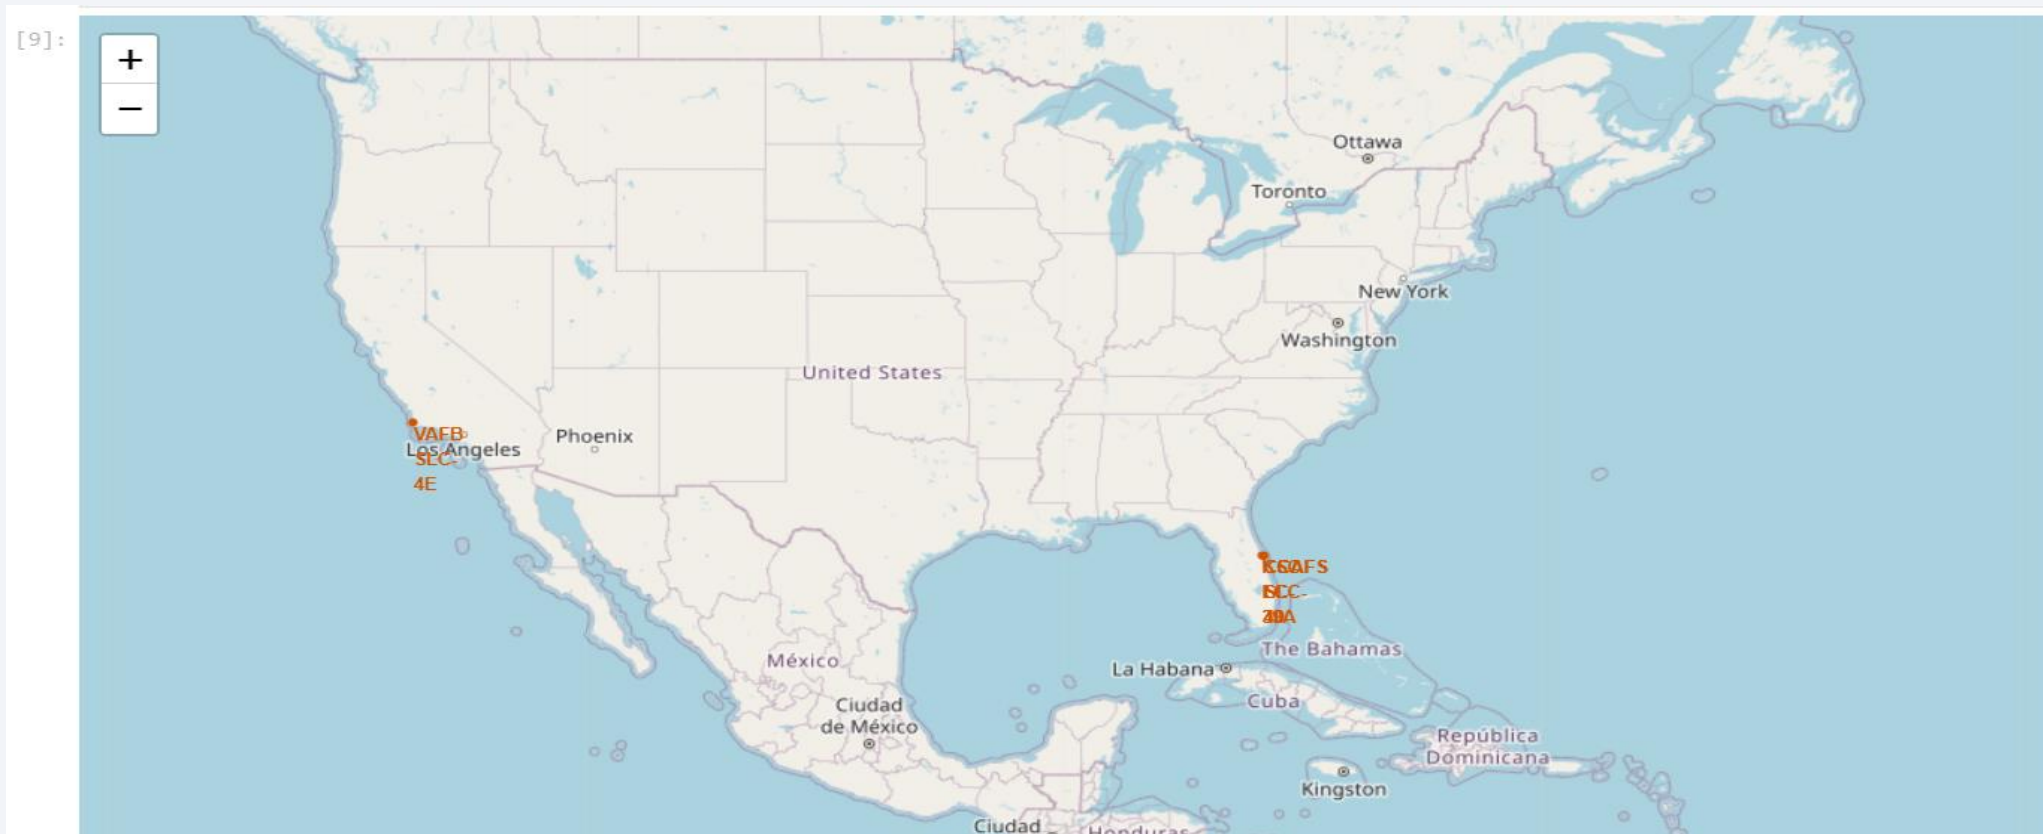 [9]:
+
−
Ottawa
Toronto
New York
Washington
United States
VAFB
SLC-
4E
Los Angeles
Phoenix
The Bahamas
La Habana
Cuba
México
Ciudad
de México
República
Dominicana
Kingston
Ciudad
Honduras